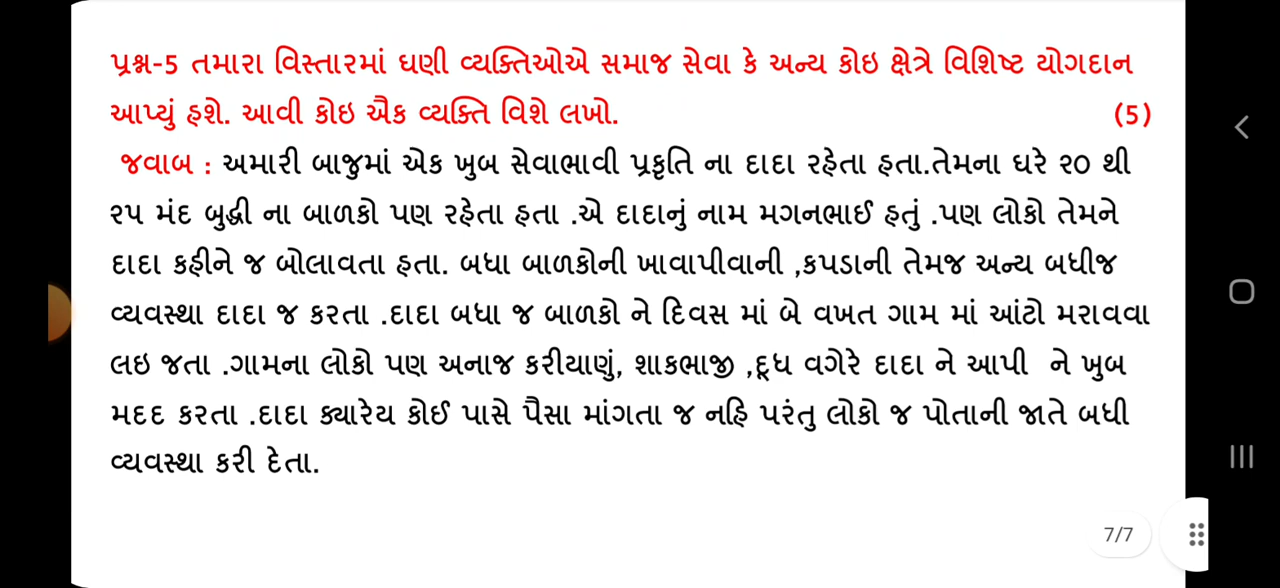 પ્રશ્ન-5 તમારા વિસ્તારમાં ઘણી વ્યક્તિઓએ સમાજ સેવા કે અન્ય કોઇ ક્ષેત્રે વિશિષ્ટ યોગદાન
આપ્યું હશે. આવી કોઇ ઐક વ્યક્તિ વિશે લખો. (5)
જવાબ : અમારી બાજુમાં એક ખુબ સેવાભાવી પ્રકૃતિ ના દાદા રહેતા હતા.તેમના ઘરે ૨૦ થી
૨૫ મંદ બુદ્ધી ના બાળકો પણ રહેતા હતા .એ દાદાનું નામ મગનભાઈ હતું .પણ લોકો તેમને
દાદા કહીને જ બોલાવતા હતા. બધા બાળકોની ખાવાપીવાની ,કપડાની તેમજ અન્ય બધીજ
વ્યવસ્થા દાદા જ કરતા .દાદા બધા જ બાળકો ને દિવસ માં બે વખત ગામ માં આંટો મરાવવા
લઇ જતા .ગામના લોકો પણ અનાજ કરીયાણું, શાકભાજી ,દૂધ વગેરે દાદા ને આપી ને ખુબ
મદદ કરતા .દાદા ક્યારેય કોઈ પાસે પૈસા માંગતા જ નહિ પરંતુ લોકો જ પોતાની જાતે બધી
વ્યવસ્થા કરી દેતા.
7/7